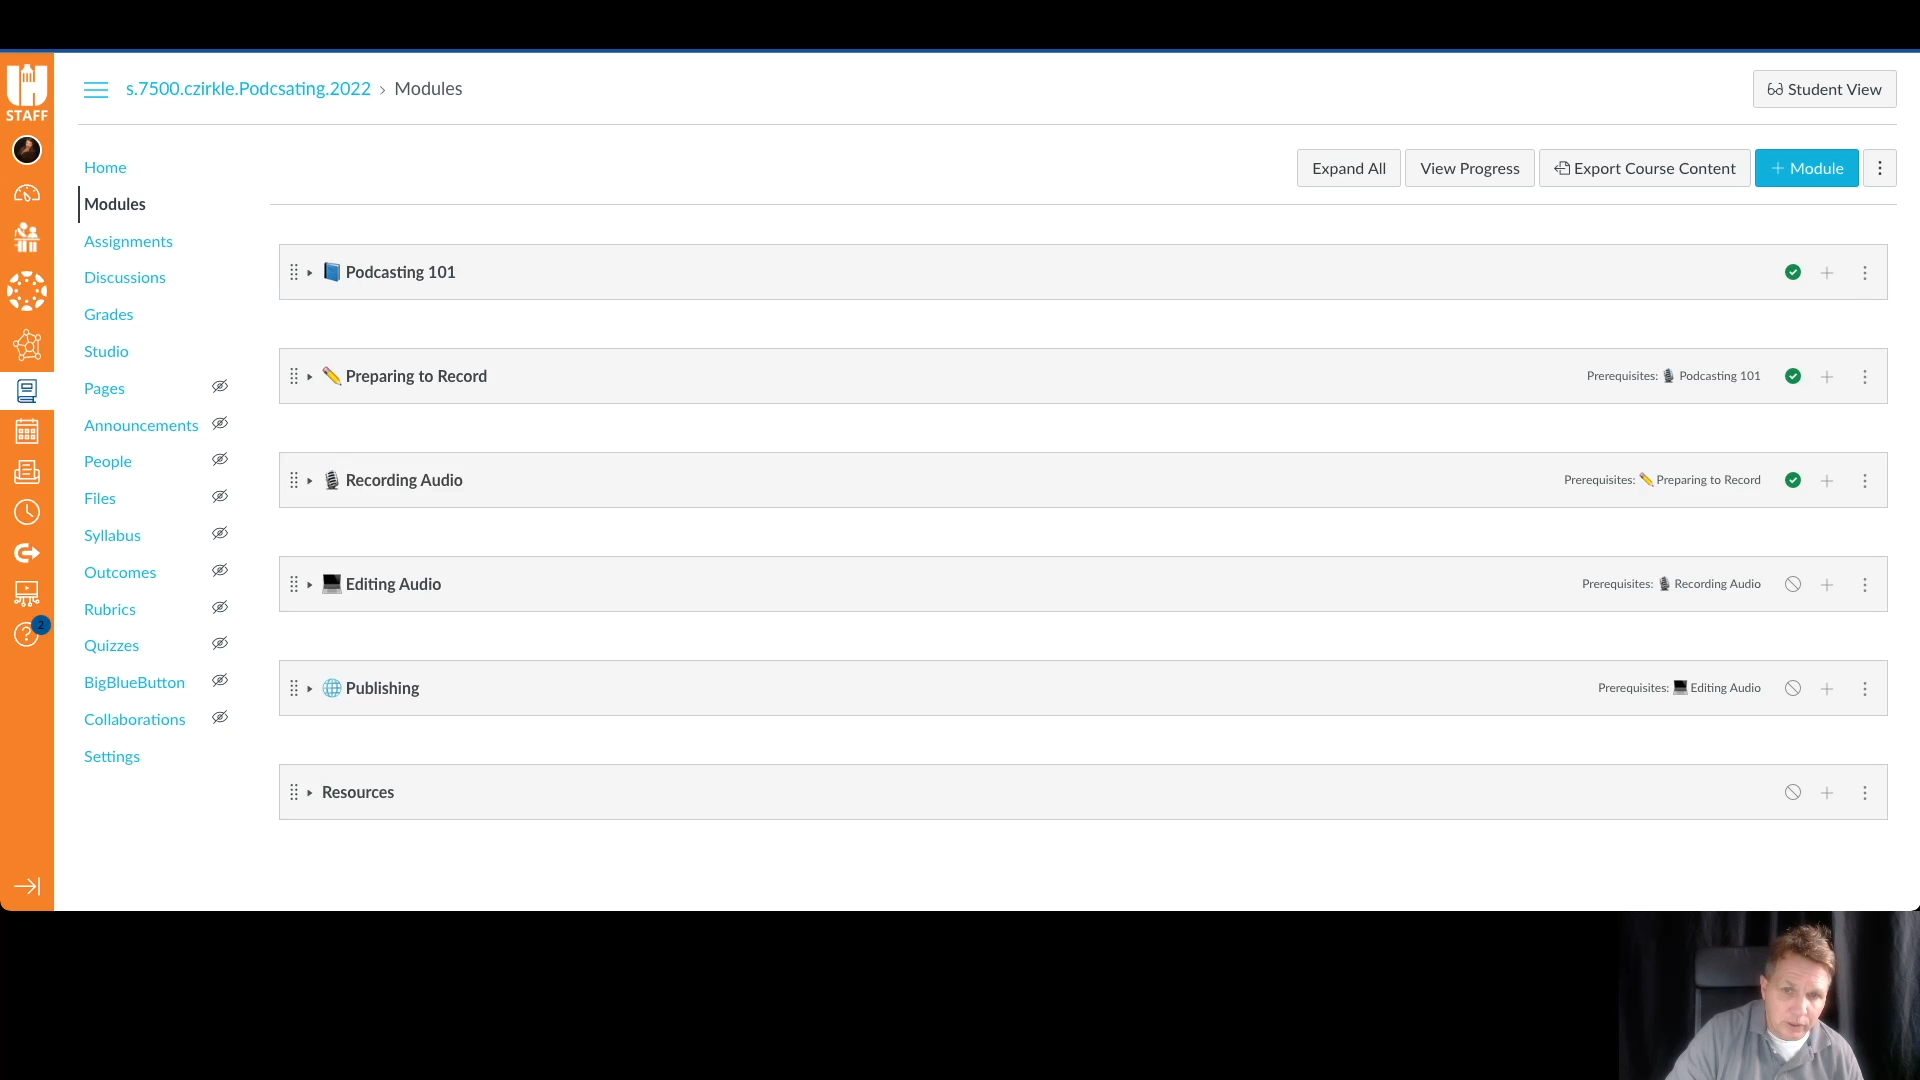 STAFF
2
s.7500.czirkle.Podcsating.2022 › Modules
Student View
Home
Modules
Assignments
Discussions
Grades
Studio
Pages
Announcements
People
Files
Syllabus
Outcomes
Rubrics
Quizzes
BigBlueButton
Collaborations
Settings
Expand All
View Progress
Export Course Content
+ Module
Podcasting 101
Preparing to Record
Prerequisites: Podcasting 101
Recording Audio
Prerequisites: Preparing to Record
Editing Audio
Prerequisites: Recording Audio
Publishing
Prerequisites: Editing Audio
Resources